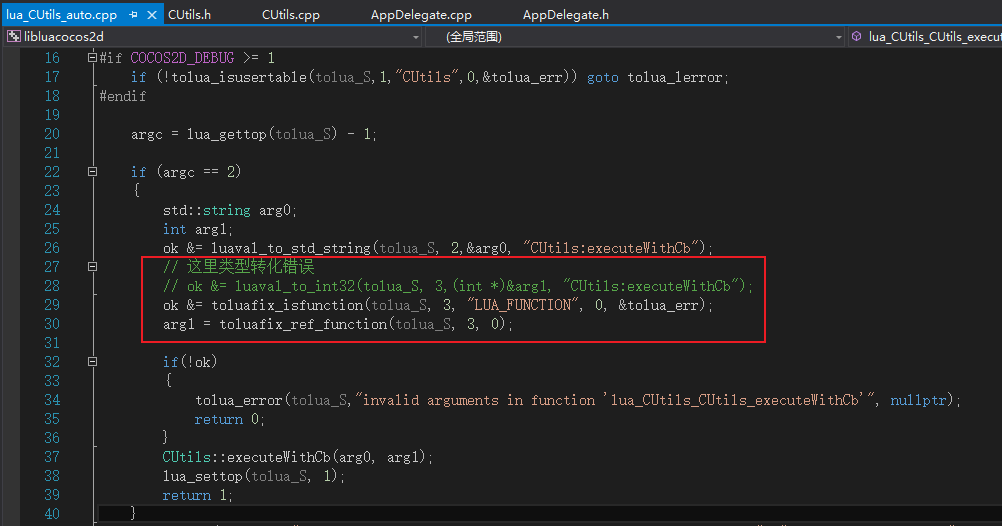 lua_CUtils_auto.cpp CUtils.h CUtils.cpp AppDelegate.cpp AppDelegate.h
libluacocos2d (全局范围) lua_CUtils_CUtils_execut
16 #if COCOS2D_DEBUG >= 1
17 if (!tolua_isusertable(tolua_S,1,"CUtils",0,&tolua_err)) goto tolua_lerror;
18 #endif
19
20 argc = lua_gettop(tolua_S) - 1;
21
22 if (argc == 2)
23 {
24 std::string arg0;
25 int arg1;
26 ok &= luaval_to_std_string(tolua_S, 2,&arg0, "CUtils:executeWithCb");
27 // 这里类型转化错误
28 // ok &= luaval_to_int32(tolua_S, 3,(int *)&arg1, "CUtils:executeWithCb");
29 ok &= toluafix_isfunction(tolua_S, 3, "LUA_FUNCTION", 0, &tolua_err);
30 arg1 = toluafix_ref_function(tolua_S, 3, 0);
31
32 if(!ok)
33 {
34 tolua_error(tolua_S,"invalid arguments in function 'lua_CUtils_CUtils_executeWithCb'", nullptr);
35 return 0;
36 }
37 CUtils::executeWithCb(arg0, arg1);
38 lua_settop(tolua_S, 1);
39 return 1;
40 }